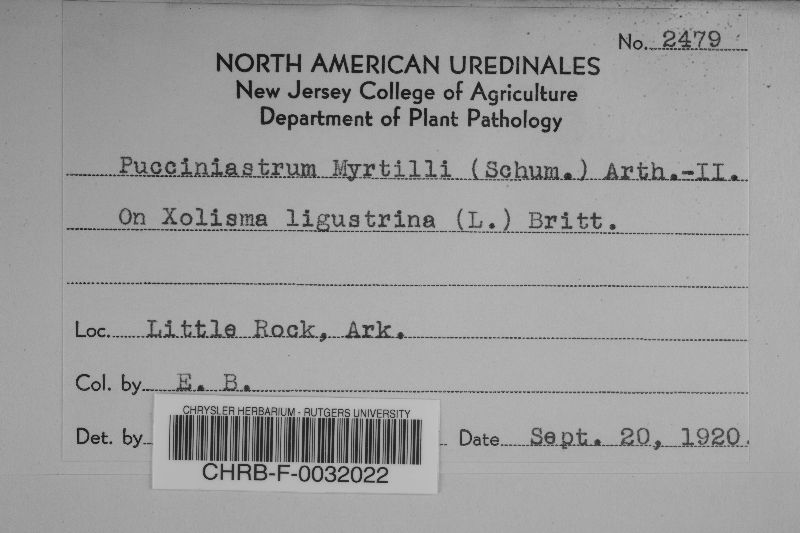 No. 2479
NORTH AMERICAN UREDINALES
New Jersey College of Agriculture
Department of Plant Pathology
Pucciniastrum Myrtilli (Schum.) Arth.-II.
On Xolisma ligustrina (L.) Britt.
Loc. Little Rock, Ark.
Col. by E. B.
Det. by
Date Sept. 20, 1920.
CHRYSLER HERBARIUM - RUTGERS UNIVERSITY
CHRB-F-0032022